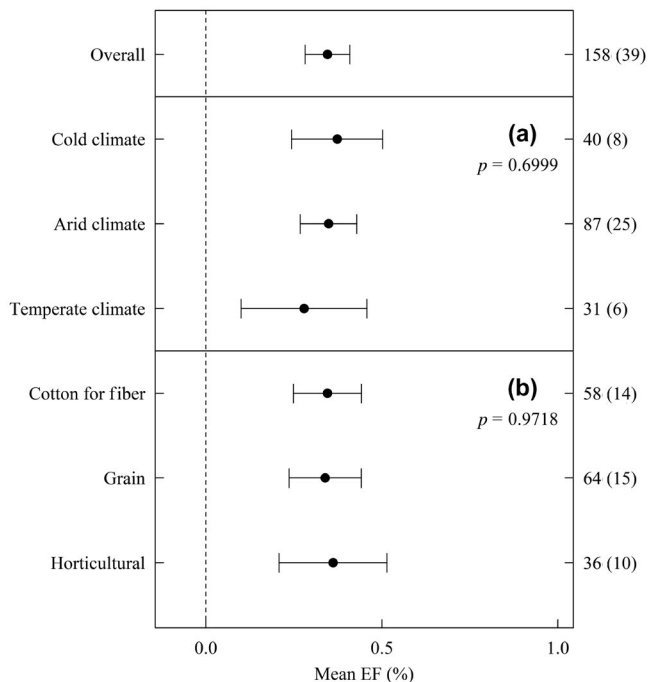 Overall 158 (39)
Cold climate (a) 40 (8)
p = 0.6999
Arid climate 87 (25)
Temperate climate 31 (6)
Cotton for fiber (b) 58 (14)
p = 0.9718
Grain 64 (15)
Horticultural 36 (10)
0.0 0.5 1.0
Mean EF (%)